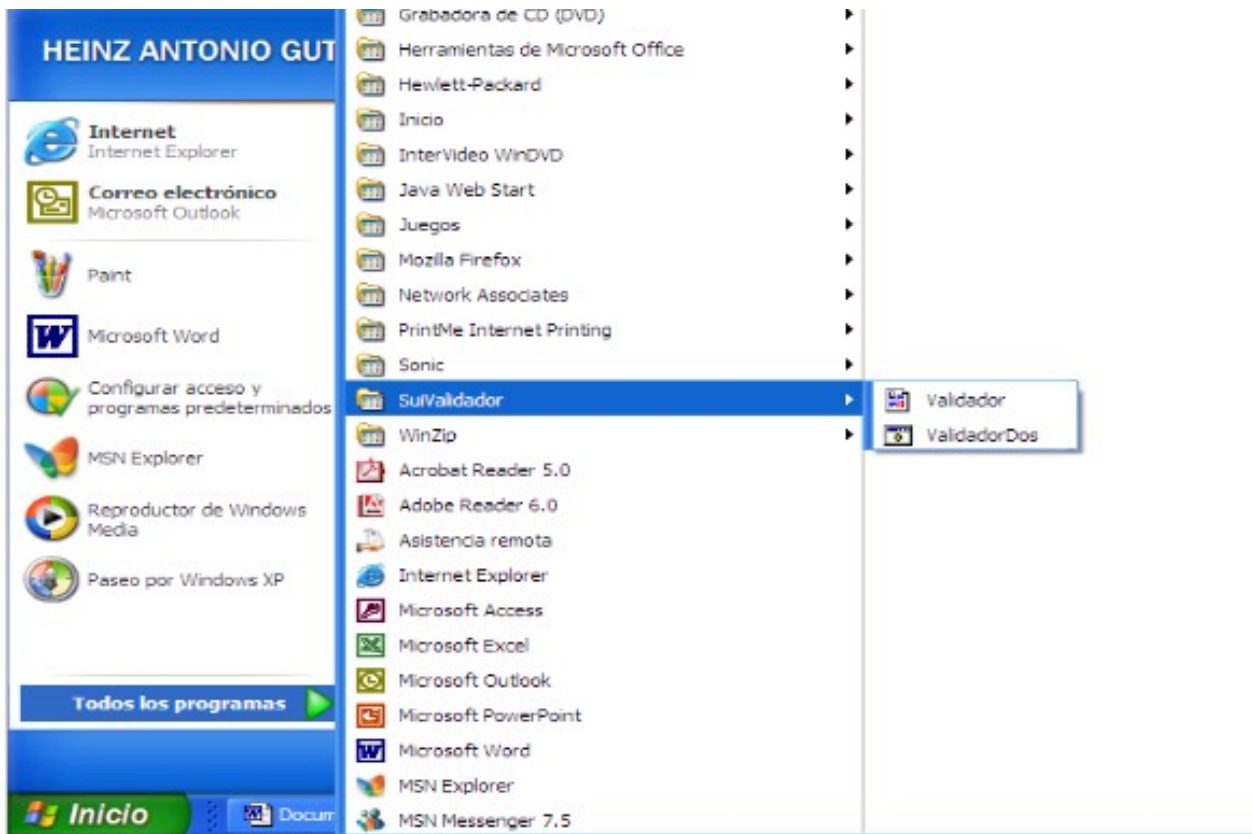 HEINZ ANTONIO GUT
Internet
Internet Explorer
Correo electrónico
Microsoft Outlook
Paint
Microsoft Word
Configurar acceso y
programas predeterminados
MSN Explorer
Reproductor de Windows
Media
Paseo por Windows XP
Todos los programas
Inicio
Docum
Grabadora de CD (DVD)
Herramientas de Microsoft Office
Hewlett-Packard
Inicio
InterVideo WinDVD
Java Web Start
Juegos
Mozilla Firefox
Network Associates
PrintMe Internet Printing
Sonic
SuiValidador
WinZip
Acrobat Reader 5.0
Adobe Reader 6.0
Asistencia remota
Internet Explorer
Microsoft Access
Microsoft Excel
Microsoft Outlook
Microsoft PowerPoint
Microsoft Word
MSN Explorer
MSN Messenger 7.5
Validador
ValidadorDos